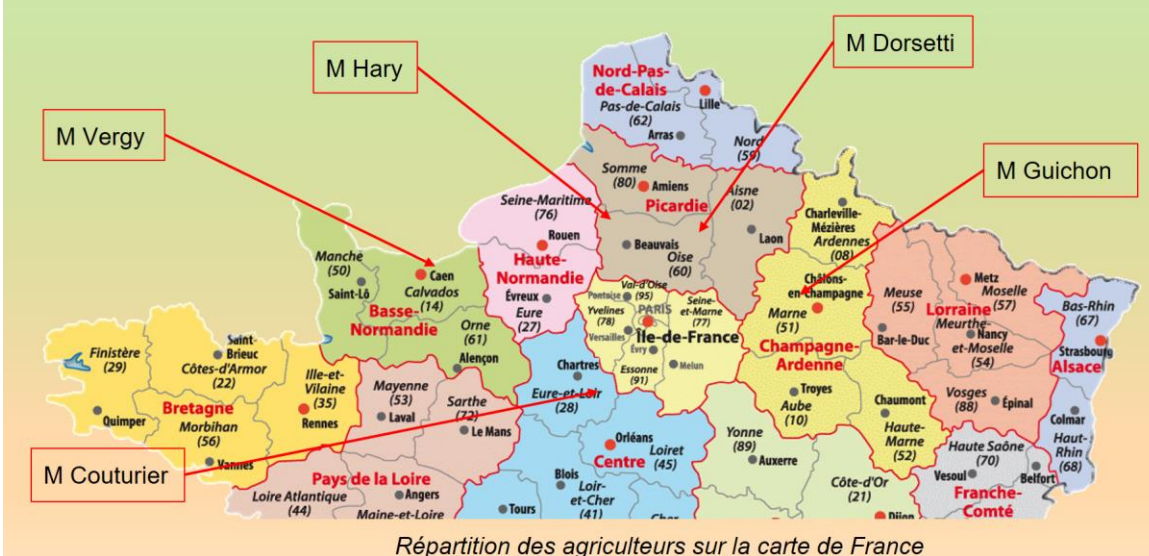 M Dorsetti
M Hary
M Vergy
M Guichon
M Couturier
Nord-Pas-
de-Calais
Lille
Pas-de-Calais
(62)
Arras
Nord
(59)
Somme
(80)
Amiens
Picardie
Aisne
(02)
Laon
Beauvais
Oise
(60)
Charleville-
Mézières
Ardennes
(08)
Seine-Maritime
(76)
Rouen
Haute-
Normandie
Évreux
Eure
(27)
Manche
(50)
Saint-Lô
Caen
Calvados
(14)
Basse-
Normandie
Orne
(61)
Alençon
Val-d'Oise
(95)
Pontoise
Yvelines
(78)
PARIS
Seine-
et-Marne
(77)
Versailles
Île-de-France
Évry
Essonne
(91)
Melun
Châlons-
en-Champagne
Marne
(51)
Champagne-
Ardenne
Troyes
Aube
(10)
Chaumont
Haute-
Marne
(52)
Meuse
(55)
Bar-le-Duc
Metz
Moselle
(57)
Lorraine
Meurthe-
Nancy
et-Moselle
(54)
Vosges
(88)
Épinal
Bas-Rhin
(67)
Strasbourg
Alsace
Colmar
Haut-
Rhin
(68)
Finistère
(29)
Quimper
Saint-
Brieuc
Côtes-d'Armor
(22)
Bretagne
Morbihan
(56)
Vannes
Ille-et-
Vilaine
(35)
Rennes
Mayenne
(53)
Laval
Sarthe
(72)
Le Mans
Pays de la Loire
Loire Atlantique
(44)
Angers
Maine-et-Loire
Chartres
Eure-et-Loir
(28)
Orléans
Loiret
(45)
Centre
Blois
Loir-
et-Cher
(41)
Tours
Cher
Yonne
(89)
Auxerre
Côte-d'Or
(21)
Dijon
Haute Saône
(70)
Vesoul
Belfort
Franche-
Comté
Répartition des agriculteurs sur la carte de France